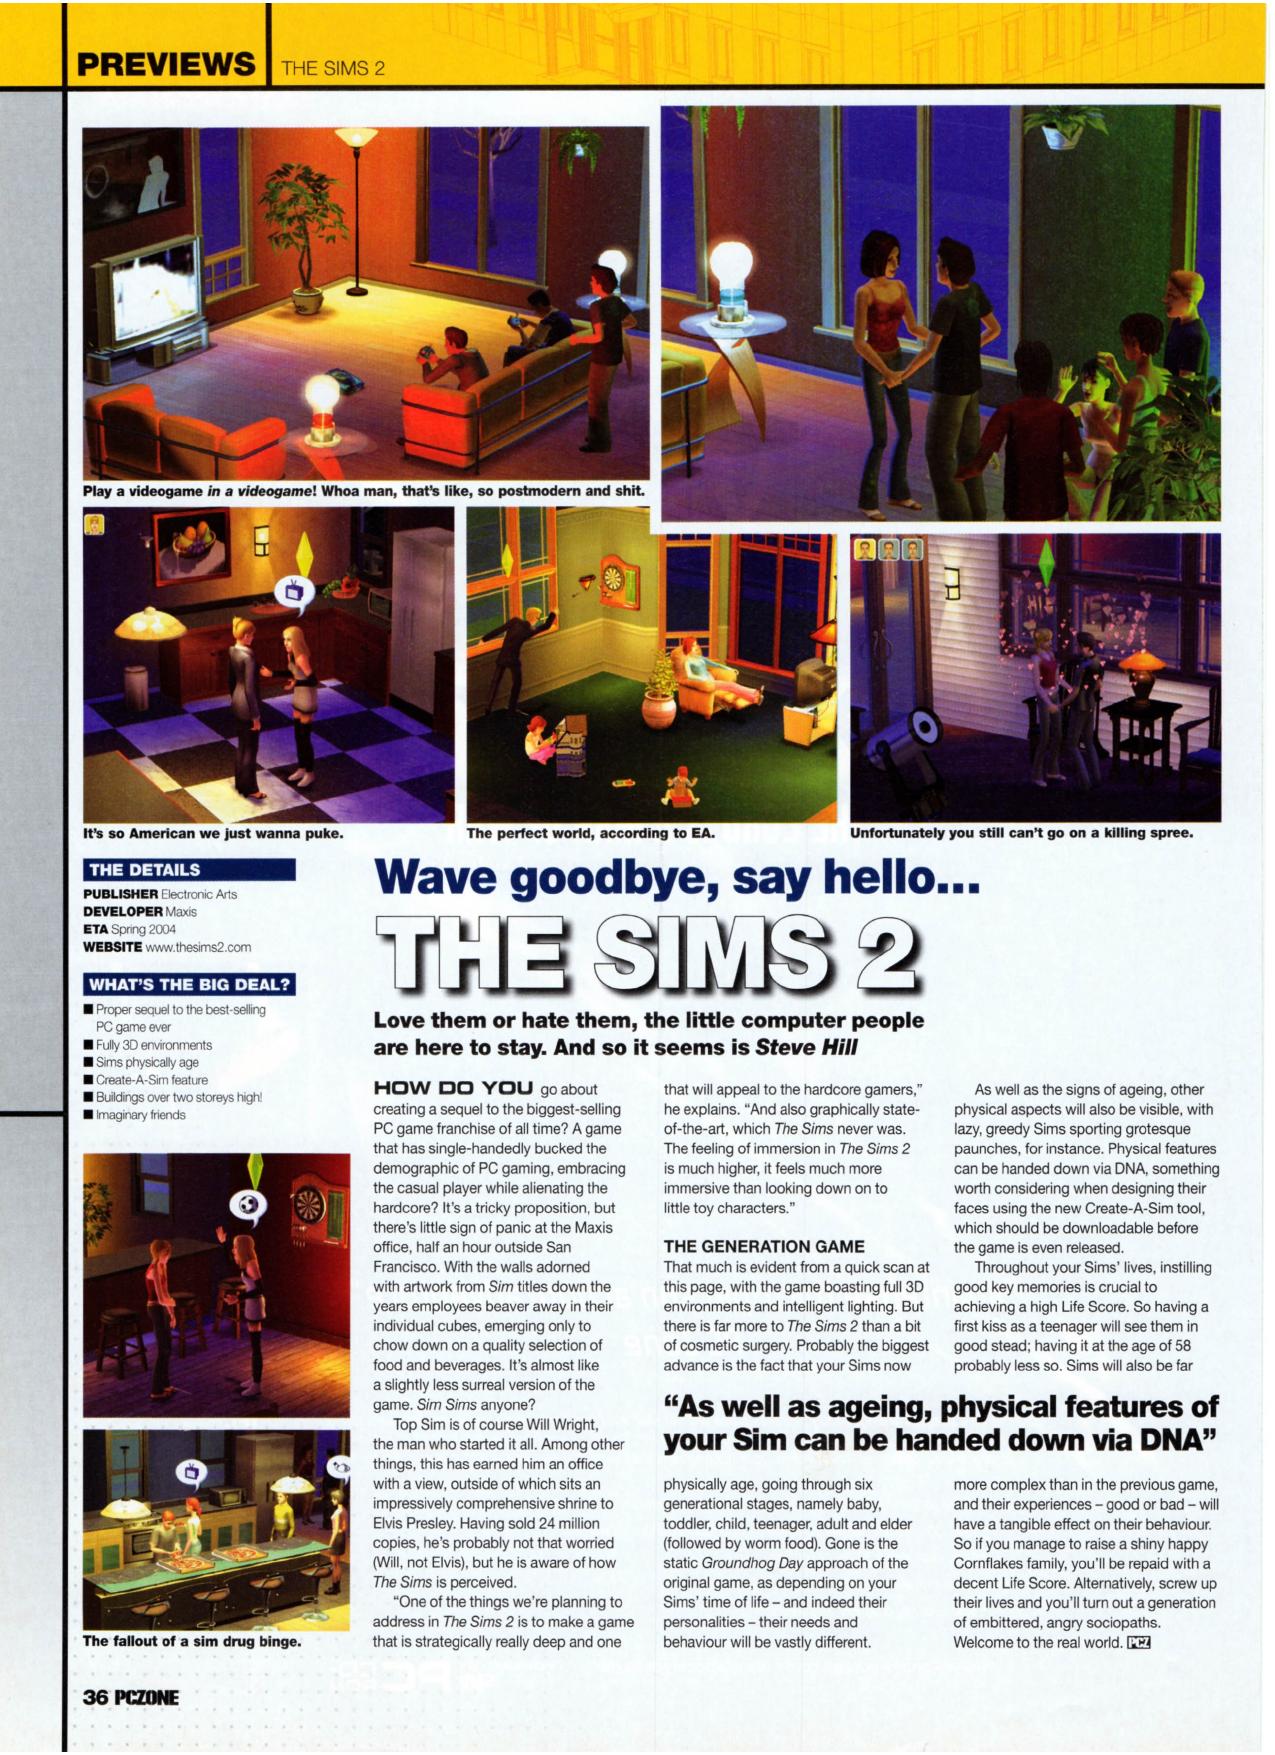 PREVIEWS THE SIMS 2
Play a videogame in a videogame! Whoa man, that's like, so postmodern and shit.
It's so American we just wanna puke.
The perfect world, according to EA.
Unfortunately you still can't go on a killing spree.
THE DETAILS
PUBLISHER Electronic Arts
DEVELOPER Maxis
ETA Spring 2004
WEBSITE www.thesims2.com
WHAT'S THE BIG DEAL?
■ Proper sequel to the best-selling
PC game ever
■ Fully 3D environments
■ Sims physically age
■ Create-A-Sim feature
■ Buildings over two storeys high!
■ Imaginary friends
The fallout of a sim drug binge.
Wave goodbye, say hello...
THE SIMS 2
Love them or hate them, the little computer people
are here to stay. And so it seems is Steve Hill
HOW DO YOU go about
creating a sequel to the biggest-selling
PC game franchise of all time? A game
that has single-handedly bucked the
demographic of PC gaming, embracing
the casual player while alienating the
hardcore? It's a tricky proposition, but
there's little sign of panic at the Maxis
office, half an hour outside San
Francisco. With the walls adorned
with artwork from Sim titles down the
years employees beaver away in their
individual cubes, emerging only to
chow down on a quality selection of
food and beverages. It's almost like
a slightly less surreal version of the
game. Sim Sims anyone?
Top Sim is of course Will Wright,
the man who started it all. Among other
things, this has earned him an office
with a view, outside of which sits an
impressively comprehensive shrine to
Elvis Presley. Having sold 24 million
copies, he's probably not that worried
(Will, not Elvis), but he is aware of how
The Sims is perceived.
"One of the things we're planning to
address in The Sims 2 is to make a game
that is strategically really deep and one
that will appeal to the hardcore gamers,"
he explains. "And also graphically state-
of-the-art, which The Sims never was.
The feeling of immersion in The Sims 2
is much higher, it feels much more
immersive than looking down on to
little toy characters."
THE GENERATION GAME
That much is evident from a quick scan at
this page, with the game boasting full 3D
environments and intelligent lighting. But
there is far more to The Sims 2 than a bit
of cosmetic surgery. Probably the biggest
advance is the fact that your Sims now
physically age, going through six
generational stages, namely baby,
toddler, child, teenager, adult and elder
(followed by worm food). Gone is the
static Groundhog Day approach of the
original game, as depending on your
Sims' time of life – and indeed their
personalities – their needs and
behaviour will be vastly different.
As well as the signs of ageing, other
physical aspects will also be visible, with
lazy, greedy Sims sporting grotesque
paunches, for instance. Physical features
can be handed down via DNA, something
worth considering when designing their
faces using the new Create-A-Sim tool,
which should be downloadable before
the game is even released.
Throughout your Sims' lives, instilling
good key memories is crucial to
achieving a high Life Score. So having a
first kiss as a teenager will see them in
good stead; having it at the age of 58
probably less so. Sims will also be far
more complex than in the previous game,
and their experiences – good or bad – will
have a tangible effect on their behaviour.
So if you manage to raise a shiny happy
Cornflakes family, you'll be repaid with a
decent Life Score. Alternatively, screw up
their lives and you'll turn out a generation
of embittered, angry sociopaths.
Welcome to the real world. PCZ
"As well as ageing, physical features of
your Sim can be handed down via DNA"
36 PCZONE